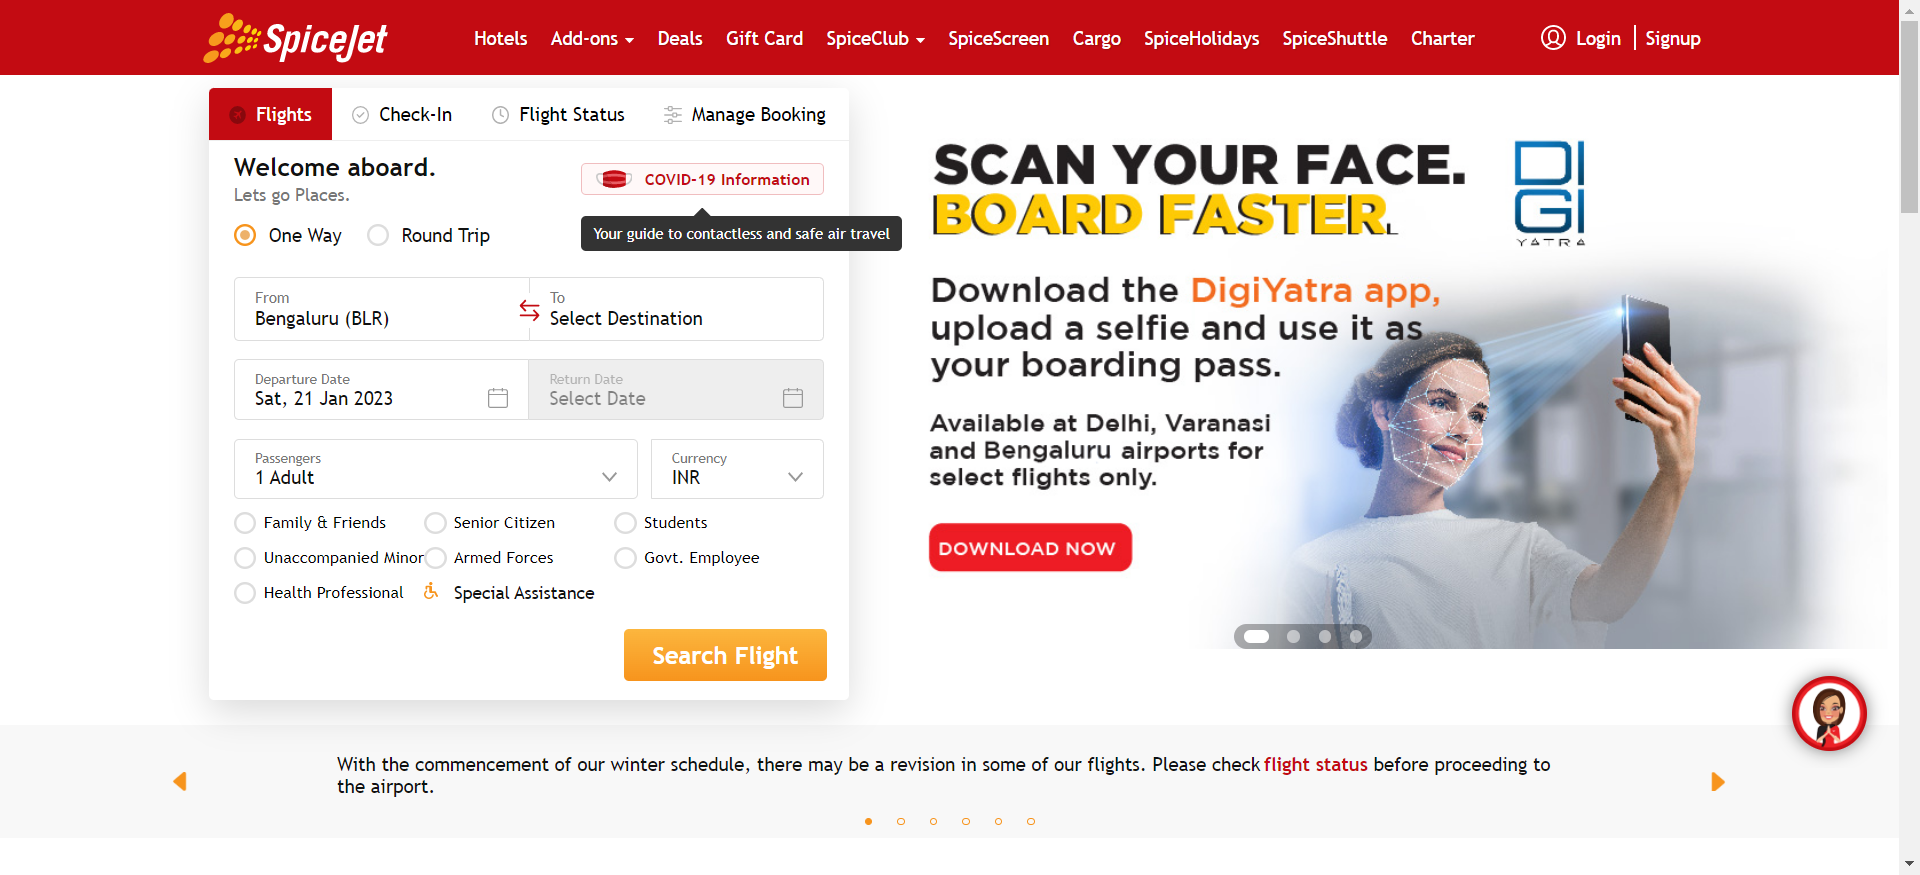 SpiceJet
Hotels Add-ons Deals Gift Card SpiceClub SpiceScreen Cargo SpiceHolidays SpiceShuttle Charter Login Signup
Flights Check-In Flight Status Manage Booking
Welcome aboard.
Lets go Places.
COVID-19 Information
Your guide to contactless and safe air travel
One Way Round Trip
From
Bengaluru (BLR)
To
Select Destination
Departure Date
Sat, 21 Jan 2023
Return Date
Select Date
Passengers
1 Adult
Currency
INR
Family & Friends Senior Citizen Students
Unaccompanied Minor Armed Forces Govt. Employee
Health Professional Special Assistance
Search Flight
SCAN YOUR FACE.
BOARD FASTER.
DIGI
YATRA
Download the DigiYatra app,
upload a selfie and use it as
your boarding pass.
Available at Delhi, Varanasi
and Bengaluru airports for
select flights only.
DOWNLOAD NOW
With the commencement of our winter schedule, there may be a revision in some of our flights. Please check flight status before proceeding to
the airport.